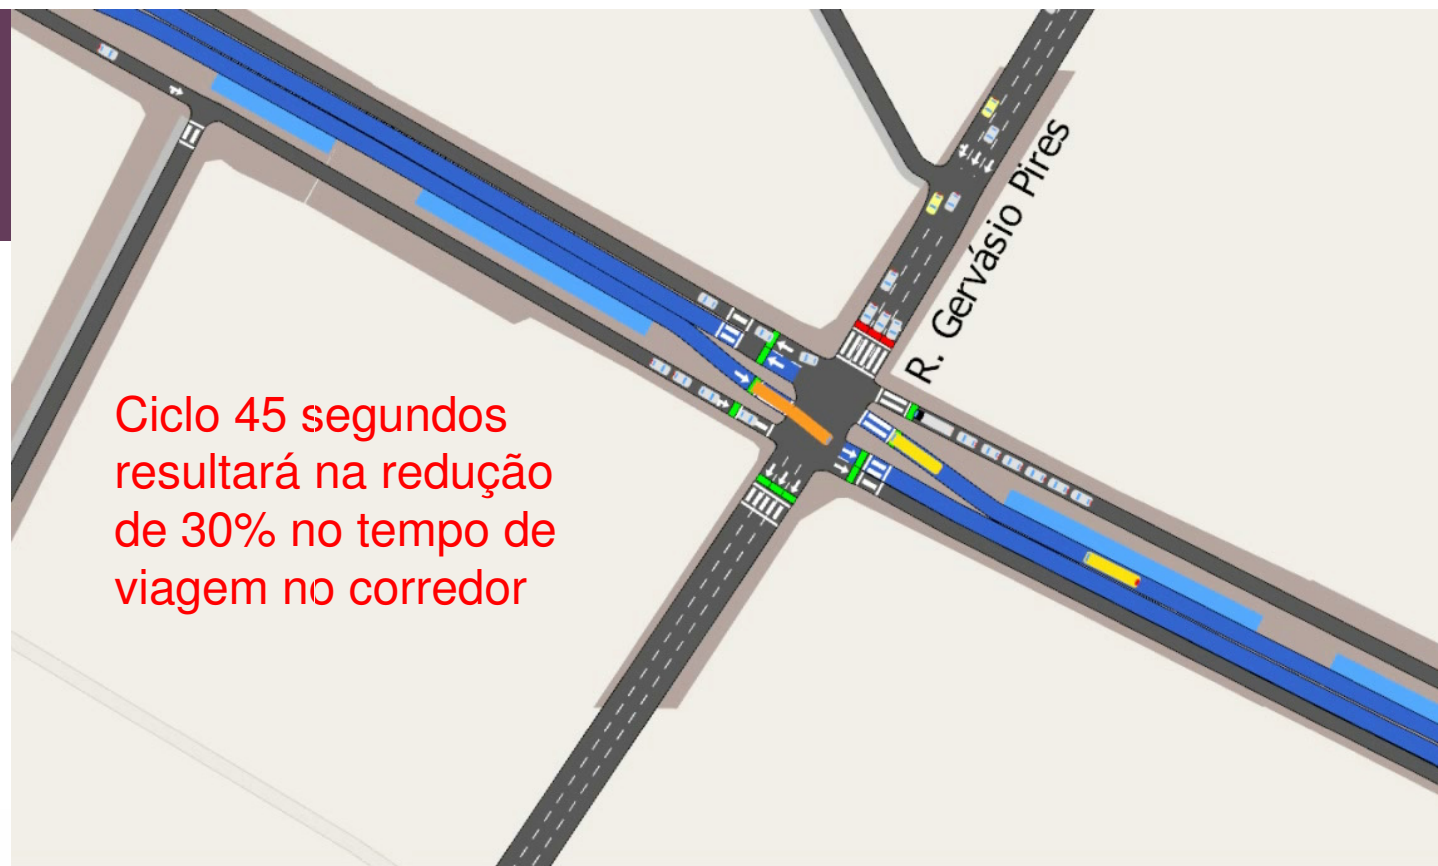 R. Gervásio Pires
Ciclo 45 segundos
resultará na redução
de 30% no tempo de
viagem no corredor